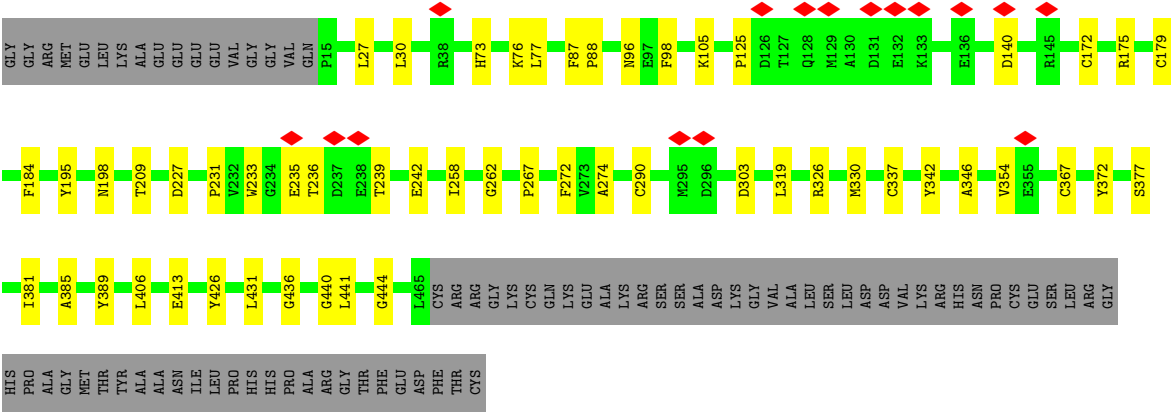 GLY GLY ARG MET GLU LEU LYS ALA GLU GLU GLU GLU VAL GLY GLY VAL GLN P15 L27 L30 R38 H73 K76 L77 F87 P88 N96 E97 F98 K105 P125 D126 T127 Q128 M129 A130 D131 E132 K133 E136 D140 R145 C172 R175 C179
F184 Y195 N198 T209 D227 P231 V232 W233 G234 E235 T236 D237 E238 T239 E242 I258 G262 P267 F272 V273 A274 C290 M295 D296 D303 L319 R326 M330 C337 Y342 A346 V354 E355 C367 Y372 S377
I381 A385 Y389 L406 E413 Y426 L431 G436 G440 L441 G444 L465 CYS ARG ARG GLY LYS CYS GLN LYS GLU ALA LYS ARG SER SER ALA ASP LYS GLY VAL ALA LEU SER LEU ASP ASP VAL LYS ARG HIS ASN PRO CYS GLU SER LEU ARG GLY
HIS PRO ALA GLY MET THR TYR ALA ALA ASN ILE LEU PRO HIS HIS PRO ALA ARG GLY THR PHE GLU ASP PHE THR CYS